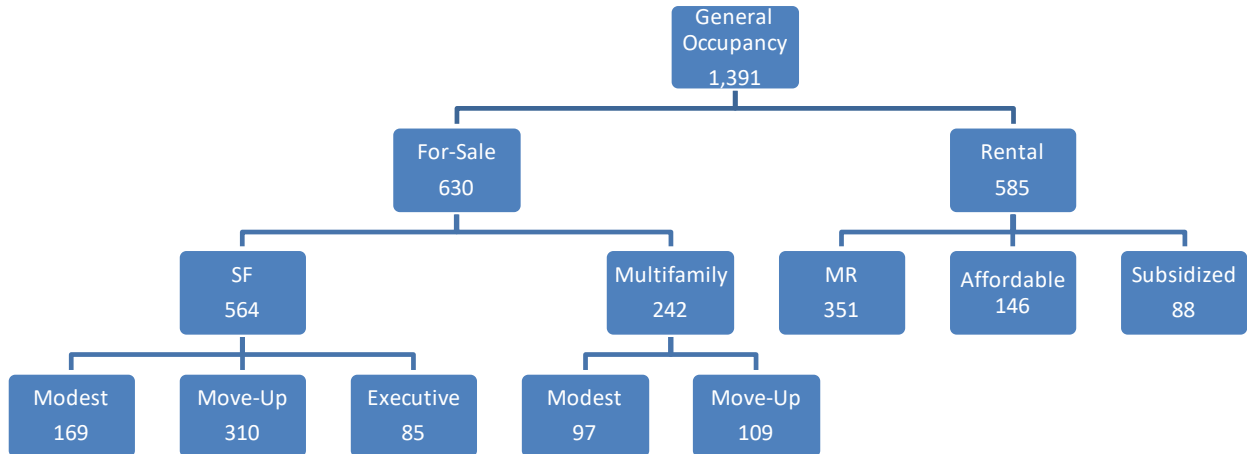 General
Occupancy
1,391
For-Sale
630
Rental
585
SF
564
Multifamily
242
MR
351
Affordable
146
Subsidized
88
Modest
169
Move-Up
310
Executive
85
Modest
97
Move-Up
109